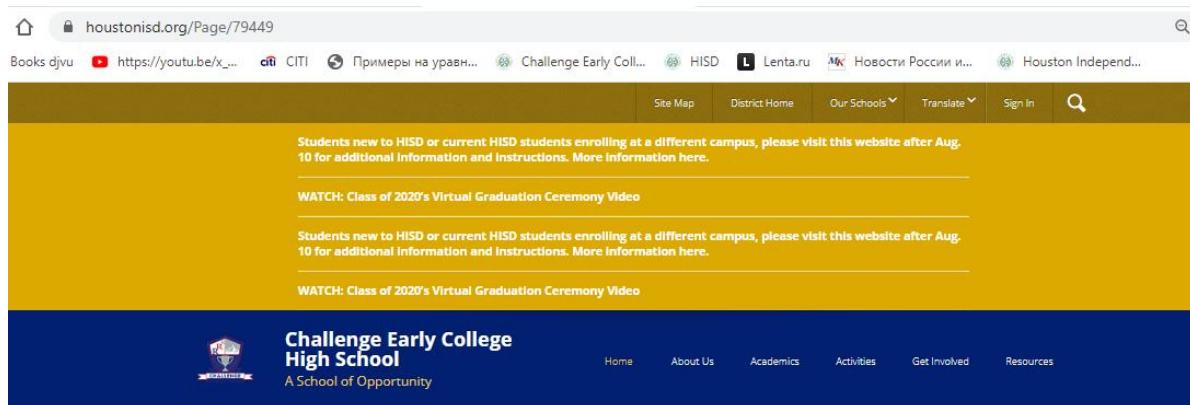 houstonisd.org/Page/79449
Books djvu https://youtu.be/x_... citi CITI Примеры на уравн... Challenge Early Coll... HISD L Lenta.ru МК Новости России и... Houston Independ...
Site Map District Home Our Schools Translate Sign In
Students new to HISD or current HISD students enrolling at a different campus, please visit this website after Aug.
10 for additional information and instructions. More information here.
WATCH: Class of 2020's Virtual Graduation Ceremony Video
Students new to HISD or current HISD students enrolling at a different campus, please visit this website after Aug.
10 for additional information and instructions. More information here.
WATCH: Class of 2020's Virtual Graduation Ceremony Video
Challenge Early College
High School
A School of Opportunity
CHALLENGE
Home About Us Academics Activities Get Involved Resources